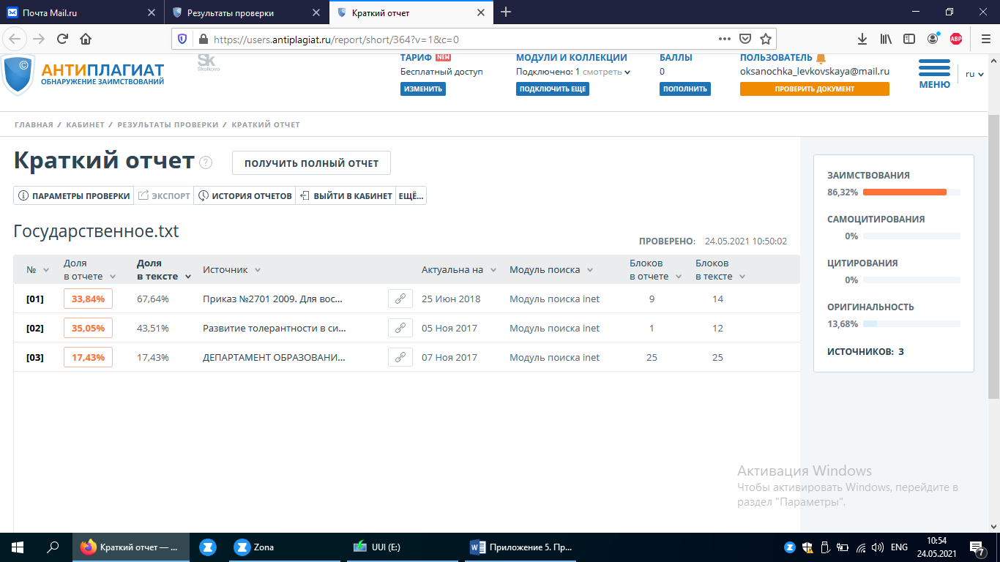 Почта Mail.ru
Результаты проверки
Краткий отчет
https://users.antiplagiat.ru/report/short/364?v=1&c=0
ABP
©
АНТИПЛАГИАТ
ОБНАРУЖЕНИЕ ЗАИМСТВОВАНИЙ
Sk
Skolkovo
ТАРИФ NEW
Бесплатный доступ
ИЗМЕНИТЬ
МОДУЛИ И КОЛЛЕКЦИИ
Подключено: 1 смотреть
ПОДКЛЮЧИТЬ ЕЩЕ
БАЛЛЫ
0
ПОПОЛНИТЬ
ПОЛЬЗОВАТЕЛЬ
oksanochka_levkovskaya@mail.ru
ПРОВЕРИТЬ ДОКУМЕНТ
МЕНЮ
ru
ГЛАВНАЯ / КАБИНЕТ / РЕЗУЛЬТАТЫ ПРОВЕРКИ / КРАТКИЙ ОТЧЕТ
Краткий отчет ?
ПОЛУЧИТЬ ПОЛНЫЙ ОТЧЕТ
ПАРАМЕТРЫ ПРОВЕРКИ ЭКСПОРТ ИСТОРИЯ ОТЧЕТОВ ВЫЙТИ В КАБИНЕТ ЕЩЁ...
Государственное.txt
ПРОВЕРЕНО: 24.05.2021 10:50:02
№ Доля в отчете Доля в тексте Источник Актуальна на Модуль поиска Блоков в отчете Блоков в тексте
[01] 33,84% 67,64% Приказ №2701 2009. Для вос... 25 Июн 2018 Модуль поиска inet 9 14
[02] 35,05% 43,51% Развитие толерантности в си... 05 Ноя 2017 Модуль поиска inet 1 12
[03] 17,43% 17,43% ДЕПАРТАМЕНТ ОБРАЗОВАНИ... 07 Ноя 2017 Модуль поиска inet 25 25
ЗАИМСТВОВАНИЯ
86,32%
САМОЦИТИРОВАНИЯ
0%
ЦИТИРОВАНИЯ
0%
ОРИГИНАЛЬНОСТЬ
13,68%
ИСТОЧНИКОВ: 3
Активация Windows
Чтобы активировать Windows, перейдите в
раздел "Параметры".
Краткий отчет — ...
Zona
UUI (E:)
Приложение 5. Пр...
ENG
10:54
24.05.2021
7